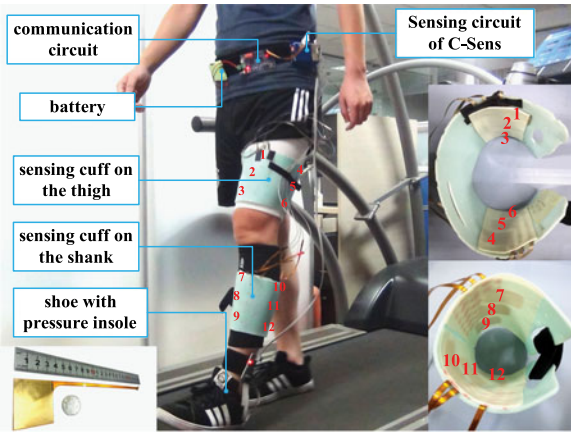 communication
circuit
Sensing circuit
of C-Sens
battery
sensing cuff on
the thigh
sensing cuff on
the shank
shoe with
pressure insole
1
2
3
4
5
6
7
8
9
10
11
12
1
2
3
6
5
4
7
8
9
10
11
12